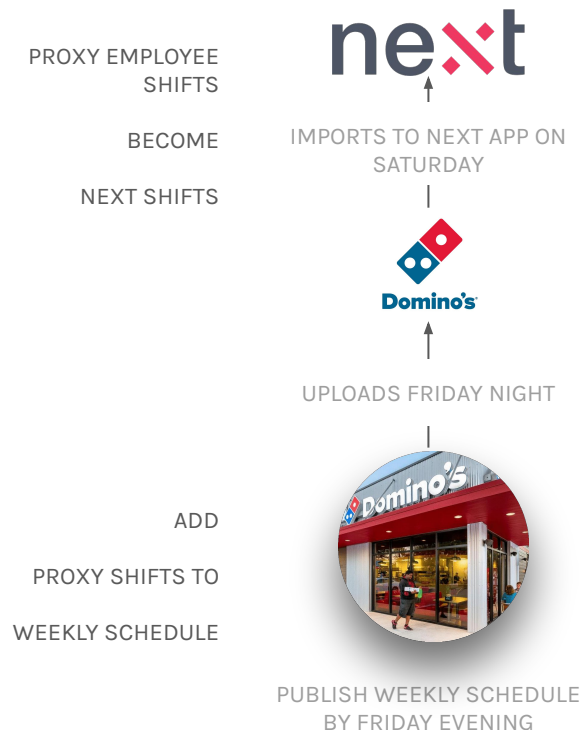 next
PROXY EMPLOYEE
SHIFTS
BECOME
NEXT SHIFTS
IMPORTS TO NEXT APP ON
SATURDAY
Domino's
UPLOADS FRIDAY NIGHT
Domino's
ADD
PROXY SHIFTS TO
WEEKLY SCHEDULE
PUBLISH WEEKLY SCHEDULE
BY FRIDAY EVENING